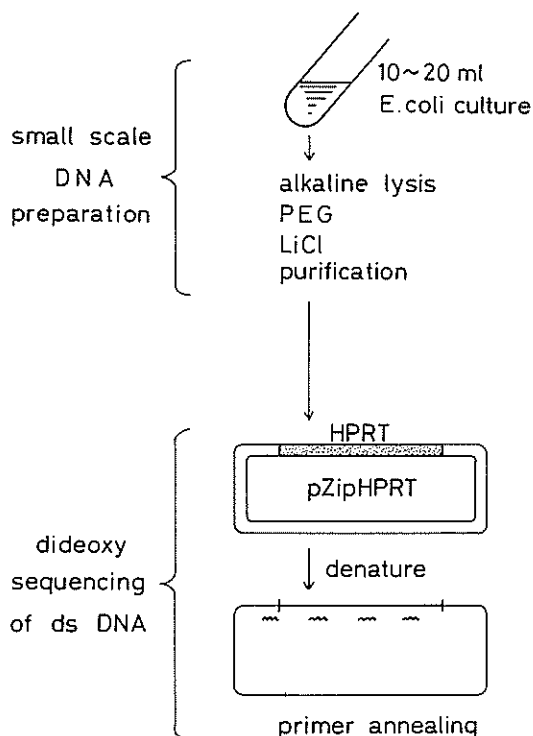 10~20 ml
E.coli culture
small scale
DNA
preparation
alkaline lysis
PEG
LiCl
purification
HPRT
pZipHPRT
denature
dideoxy
sequencing
of ds DNA
primer annealing